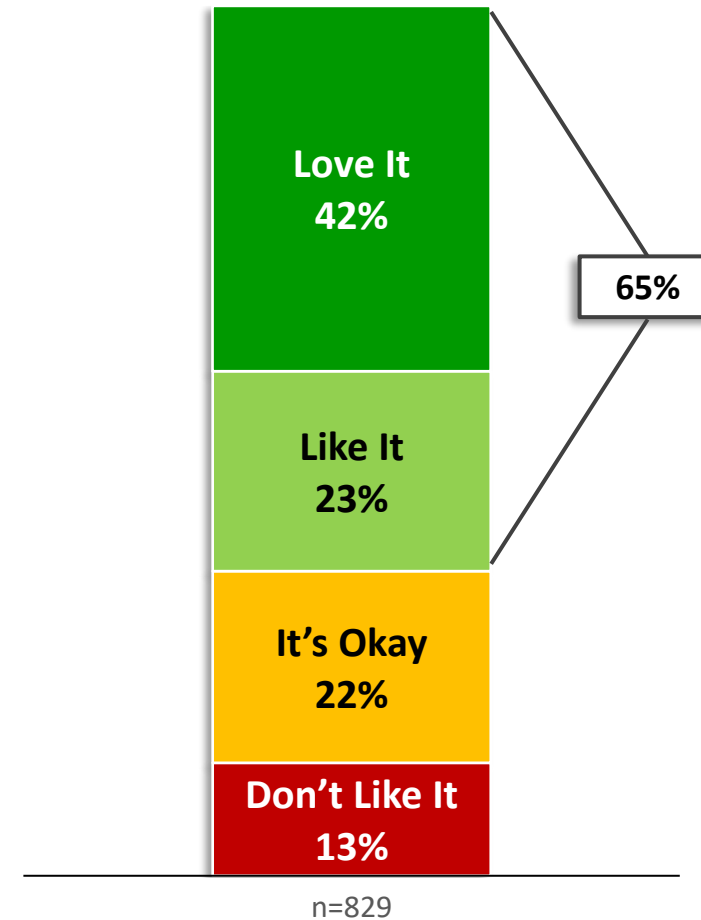 Love It
42%
65%
Like It
23%
It’s Okay
22%
Don’t Like It
13%
n=829